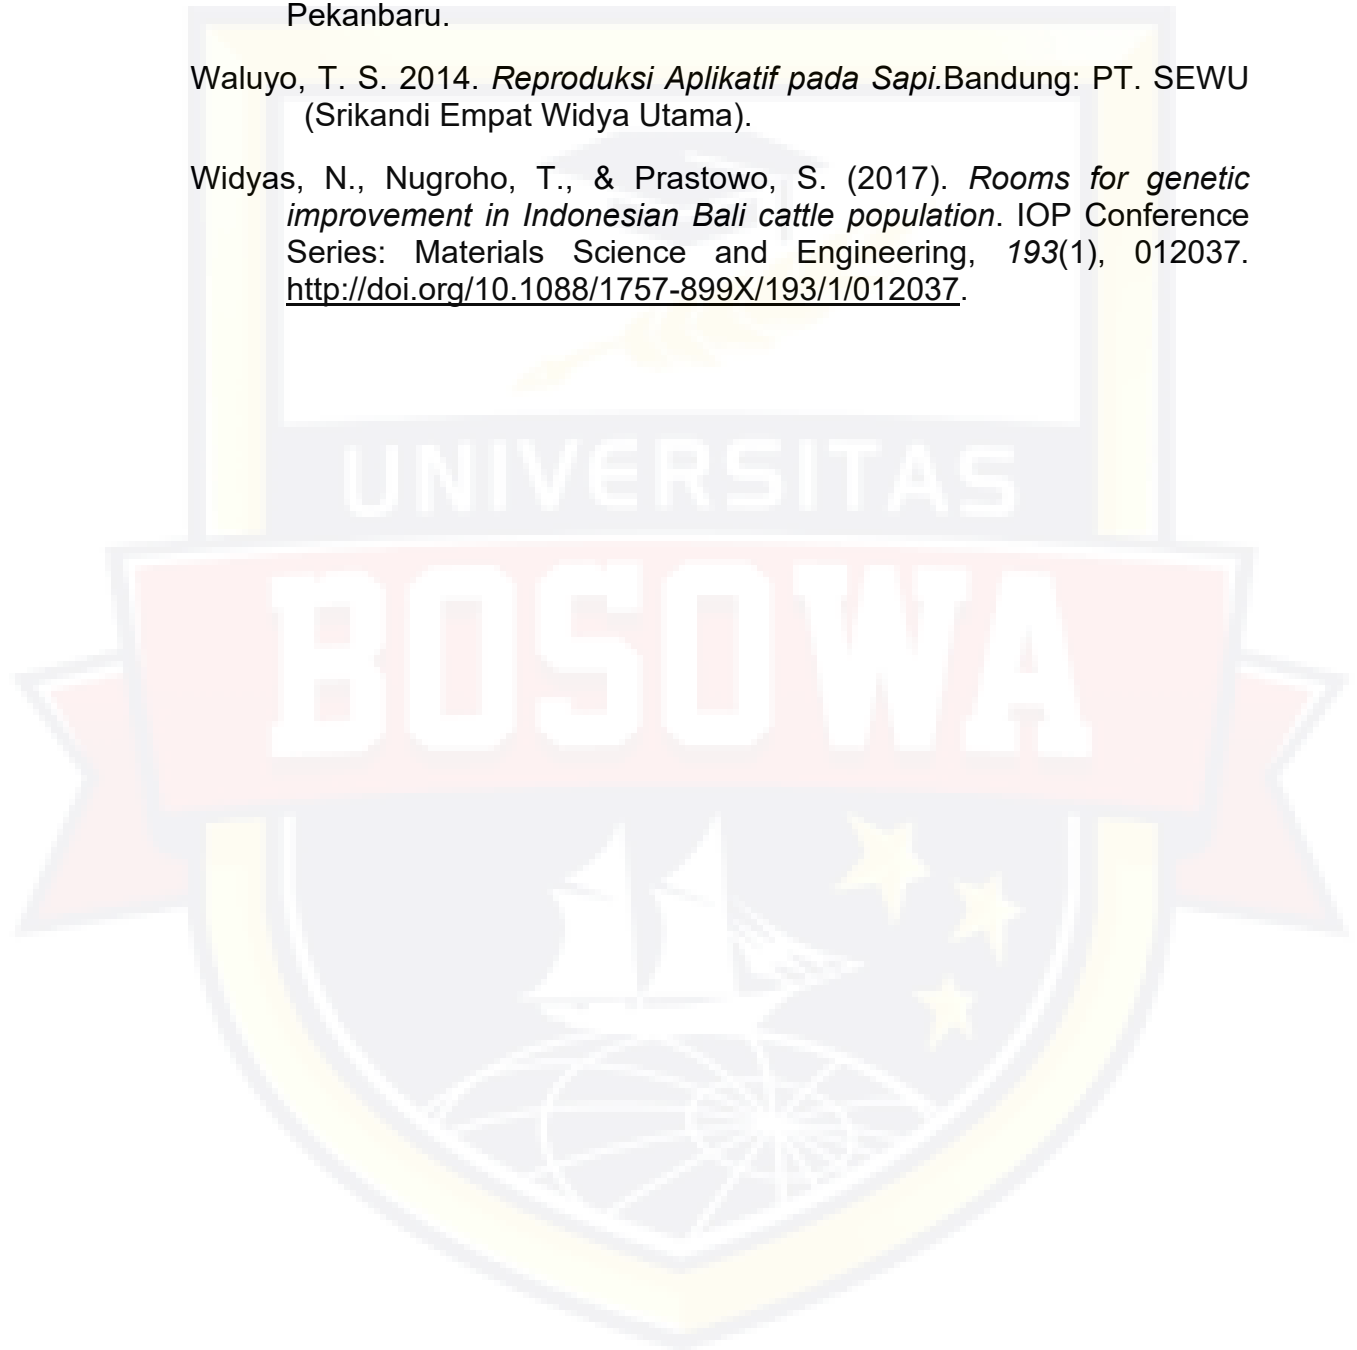 Pekanbaru.
Waluyo, T. S. 2014. Reproduksi Aplikatif pada Sapi.Bandung: PT. SEWU
(Srikandi Empat Widya Utama).
Widyas, N., Nugroho, T., & Prastowo, S. (2017). Rooms for genetic
improvement in Indonesian Bali cattle population. IOP Conference
Series: Materials Science and Engineering, 193(1), 012037.
http://doi.org/10.1088/1757-899X/193/1/012037.
UNIVERSITAS
BOSOWA